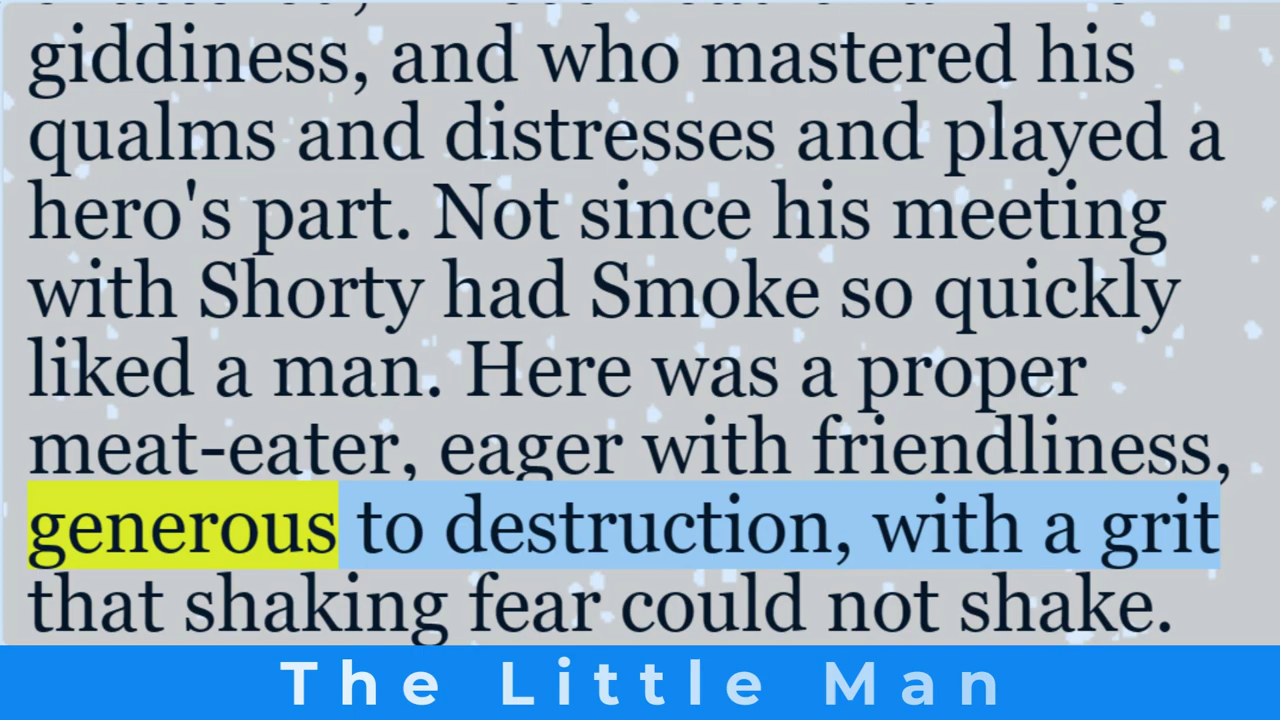 giddiness, and who mastered his
qualms and distresses and played a
hero's part. Not since his meeting
with Shorty had Smoke so quickly
liked a man. Here was a proper
meat-eater, eager with friendliness,
generous to destruction, with a grit
that shaking fear could not shake.
The Little Man